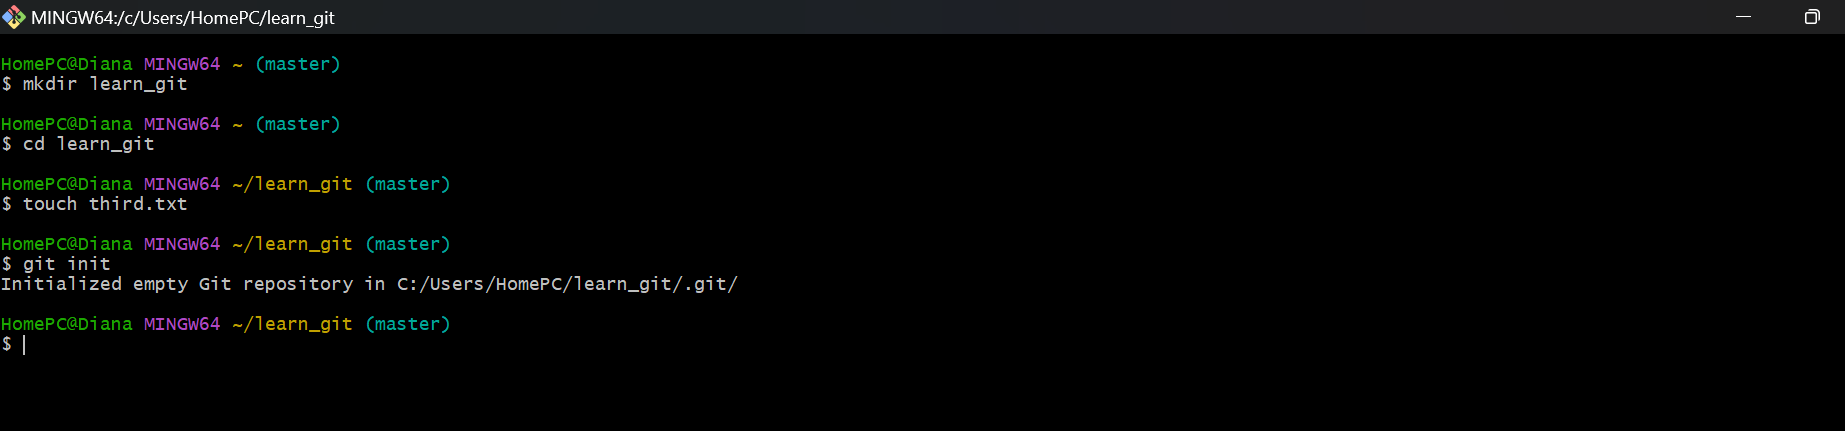 MINGW64:/c/Users/HomePC/learn_git
HomePC@Diana MINGW64 ~ (master)
$ mkdir learn_git
HomePC@Diana MINGW64 ~ (master)
$ cd learn_git
HomePC@Diana MINGW64 ~/learn_git (master)
$ touch third.txt
HomePC@Diana MINGW64 ~/learn_git (master)
$ git init
Initialized empty Git repository in C:/Users/HomePC/learn_git/.git/
HomePC@Diana MINGW64 ~/learn_git (master)
$